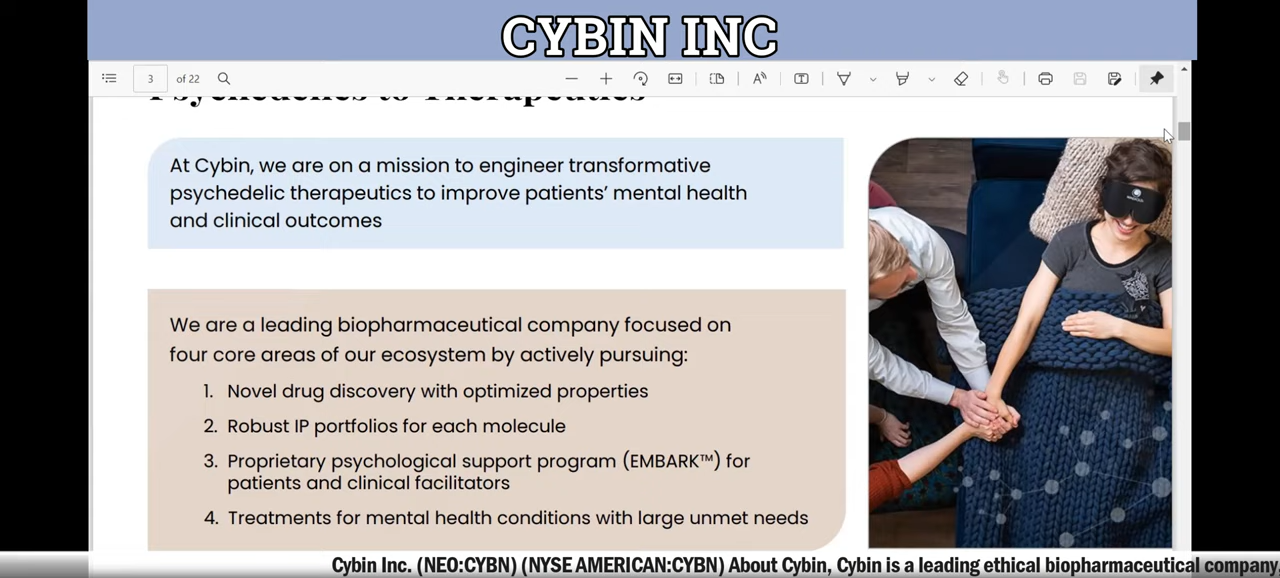 CYBIN INC
3 of 22
Psychedelics to Therapeutics
At Cybin, we are on a mission to engineer transformative
psychedelic therapeutics to improve patients' mental health
and clinical outcomes
We are a leading biopharmaceutical company focused on
four core areas of our ecosystem by actively pursuing:
1. Novel drug discovery with optimized properties
2. Robust IP portfolios for each molecule
3. Proprietary psychological support program (EMBARK™) for
patients and clinical facilitators
4. Treatments for mental health conditions with large unmet needs
Cybin Inc. (NEO:CYBN) (NYSE AMERICAN:CYBN) About Cybin, Cybin is a leading ethical biopharmaceutical company